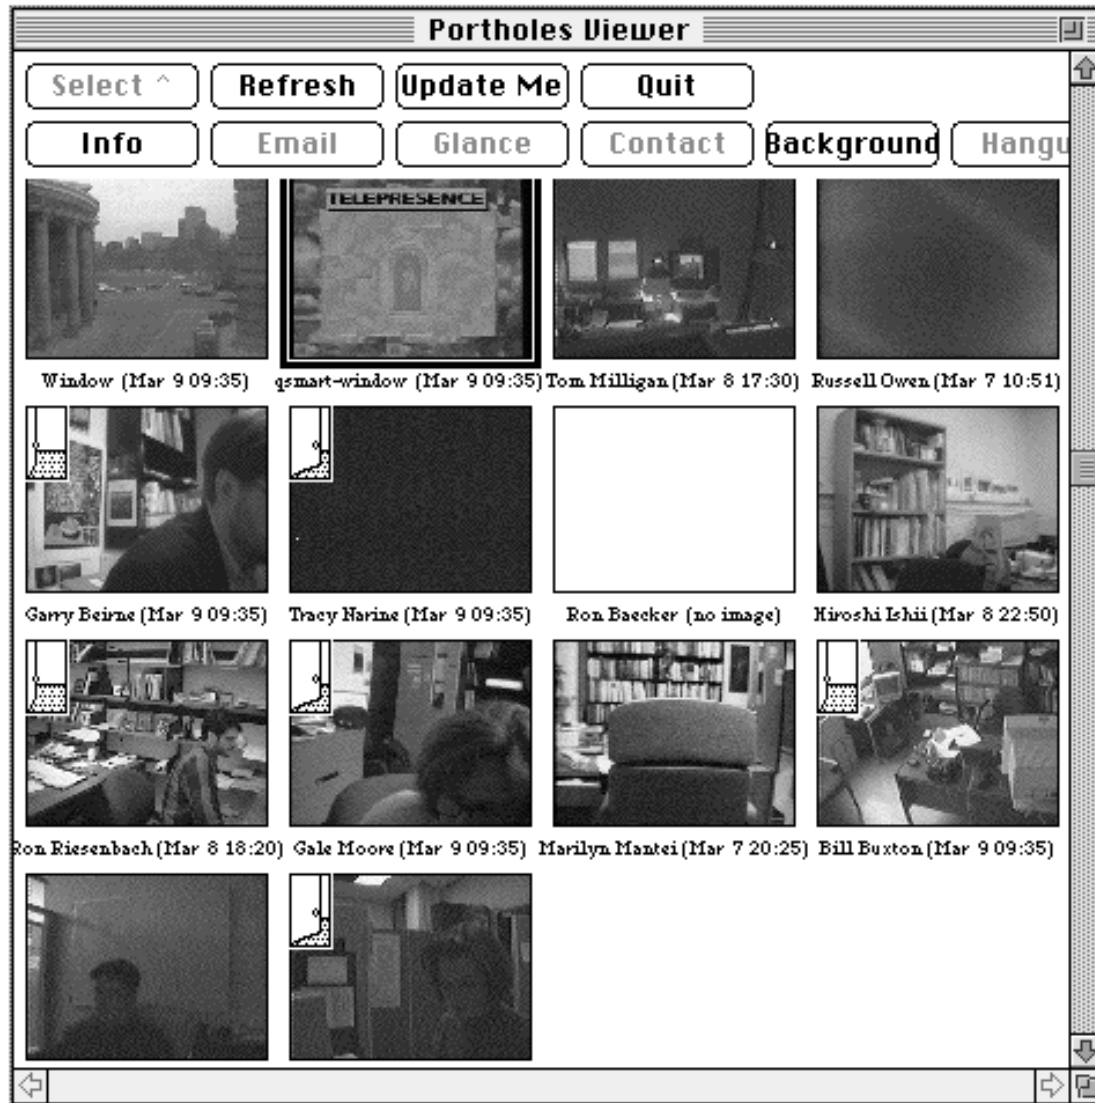 Portholes Viewer
Select ^ Refresh Update Me Quit
Info Email Glance Contact Background Hangu
TELEPRESENCE
Window (Mar 9 09:35) qsmart-window (Mar 9 09:35) Tom Milligan (Mar 8 17:30) Russell Owen (Mar 7 10:51)
Garry Beirne (Mar 9 09:35) Tracy Narine (Mar 9 09:35) Ron Baecker (no image) Hiroshi Ishii (Mar 8 22:50)
Ron Riesenbach (Mar 8 18:20) Gale Moore (Mar 9 09:35) Marilyn Mantei (Mar 7 20:25) Bill Buxton (Mar 9 09:35)